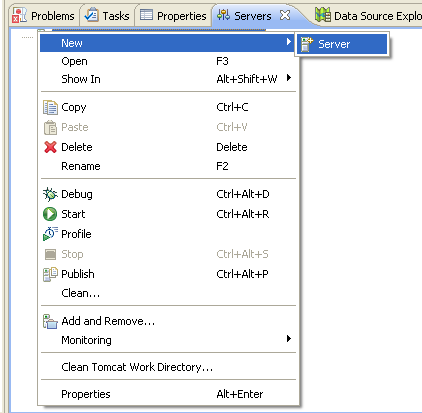 Problems Tasks Properties Servers Data Source Explo
New Server
Open F3
Show In Alt+Shift+W
Copy Ctrl+C
Paste Ctrl+V
Delete Delete
Rename F2
Debug Ctrl+Alt+D
Start Ctrl+Alt+R
Profile
Stop Ctrl+Alt+S
Publish Ctrl+Alt+P
Clean...
Add and Remove...
Monitoring
Clean Tomcat Work Directory...
Properties Alt+Enter